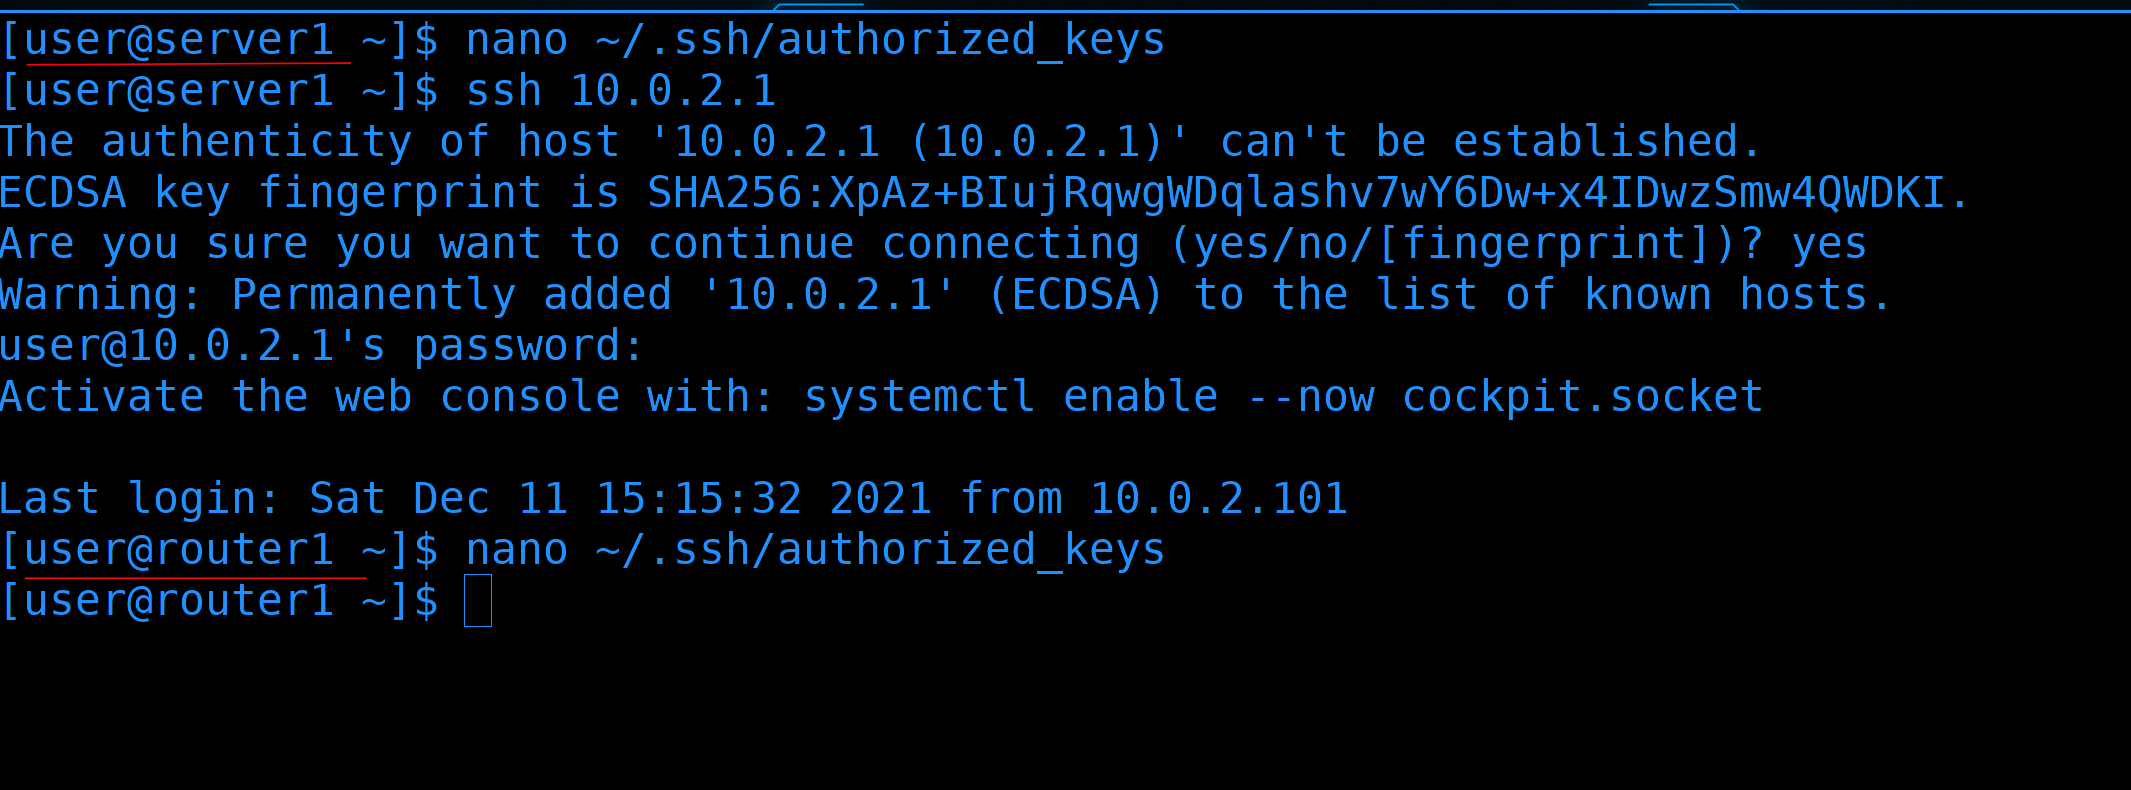 [user@server1 ~]$ nano ~/.ssh/authorized_keys
[user@server1 ~]$ ssh 10.0.2.1
The authenticity of host '10.0.2.1 (10.0.2.1)' can't be established.
ECDSA key fingerprint is SHA256:XpAz+BIujRqwgWDqlashv7wY6Dw+x4IDwzSmw4QWDKI.
Are you sure you want to continue connecting (yes/no/[fingerprint])? yes
Warning: Permanently added '10.0.2.1' (ECDSA) to the list of known hosts.
user@10.0.2.1's password:
Activate the web console with: systemctl enable --now cockpit.socket
Last login: Sat Dec 11 15:15:32 2021 from 10.0.2.101
[user@router1 ~]$ nano ~/.ssh/authorized_keys
[user@router1 ~]$